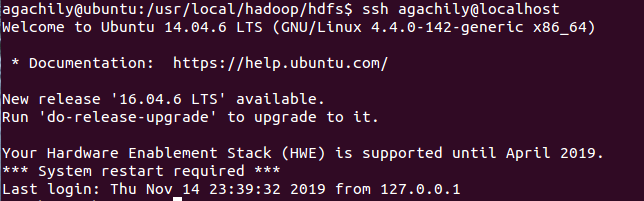 agachily@ubuntu:/usr/local/hadoop/hdfs$ ssh agachily@localhost
Welcome to Ubuntu 14.04.6 LTS (GNU/Linux 4.4.0-142-generic x86_64)
* Documentation:  https://help.ubuntu.com/
New release '16.04.6 LTS' available.
Run 'do-release-upgrade' to upgrade to it.
Your Hardware Enablement Stack (HWE) is supported until April 2019.
*** System restart required ***
Last login: Thu Nov 14 23:39:32 2019 from 127.0.0.1